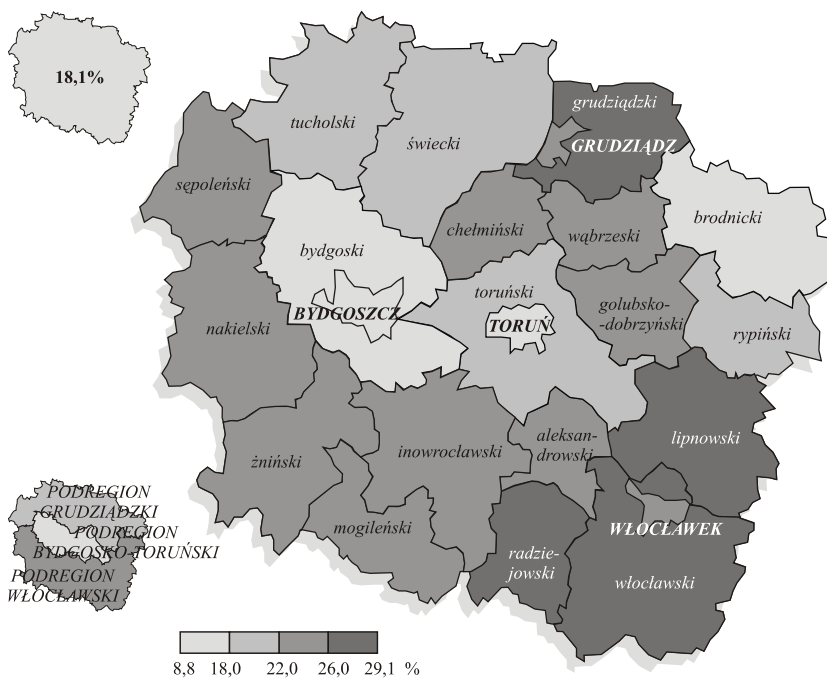 18,1%
tucholski
świecki
grudziądzki
GRUDZIĄDZ
sępoleński
chełmiński
wąbrzeski
brodnicki
bydgoski
BYDGOSZCZ
toruński
TORUŃ
golubsko-
-dobrzyński
rypiński
nakielski
żniński
inowrocławski
aleksan-
drowski
lipnowski
mogileński
radzie-
jowski
WŁOCŁAWEK
włocławski
PODREGION
GRUDZIĄDZKI
PODREGION
BYDGOSKO-TORUŃSKI
PODREGION
WŁOCŁAWSKI
8,8 18,0 22,0 26,0 29,1 %